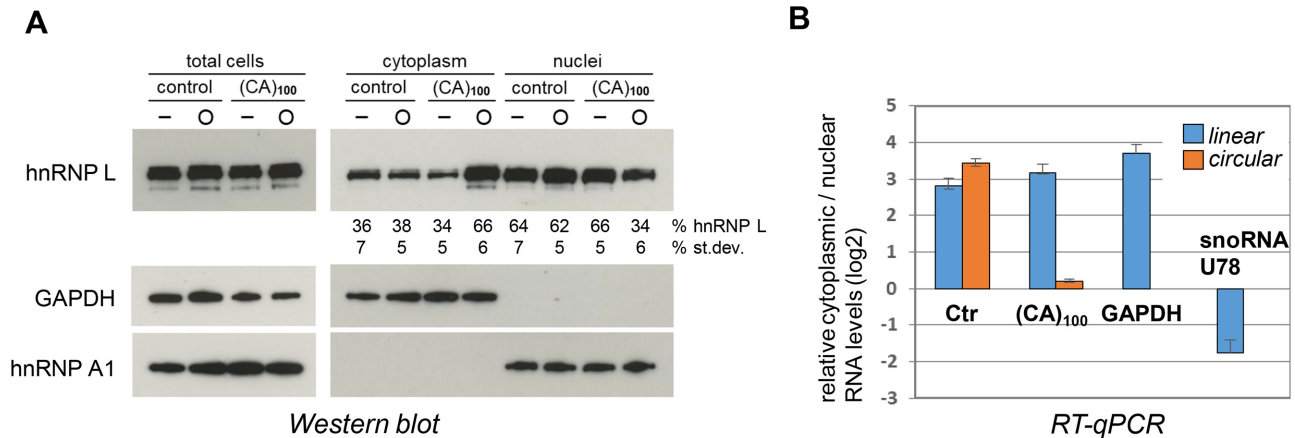 A
total cells
cytoplasm
nuclei
control
(CA)100
control
(CA)100
control
(CA)100
– O – O – O – O – O – O
hnRNP L
36 38 34 66 64 62 66 34 % hnRNP L
7 5 5 6 7 5 5 6 % st.dev.
GAPDH
hnRNP A1
Western blot
B
relative cytoplasmic / nuclear
RNA levels (log2)
5
4
3
2
1
0
-1
-2
-3
linear
circular
snoRNA
U78
Ctr
(CA)100
GAPDH
RT-qPCR